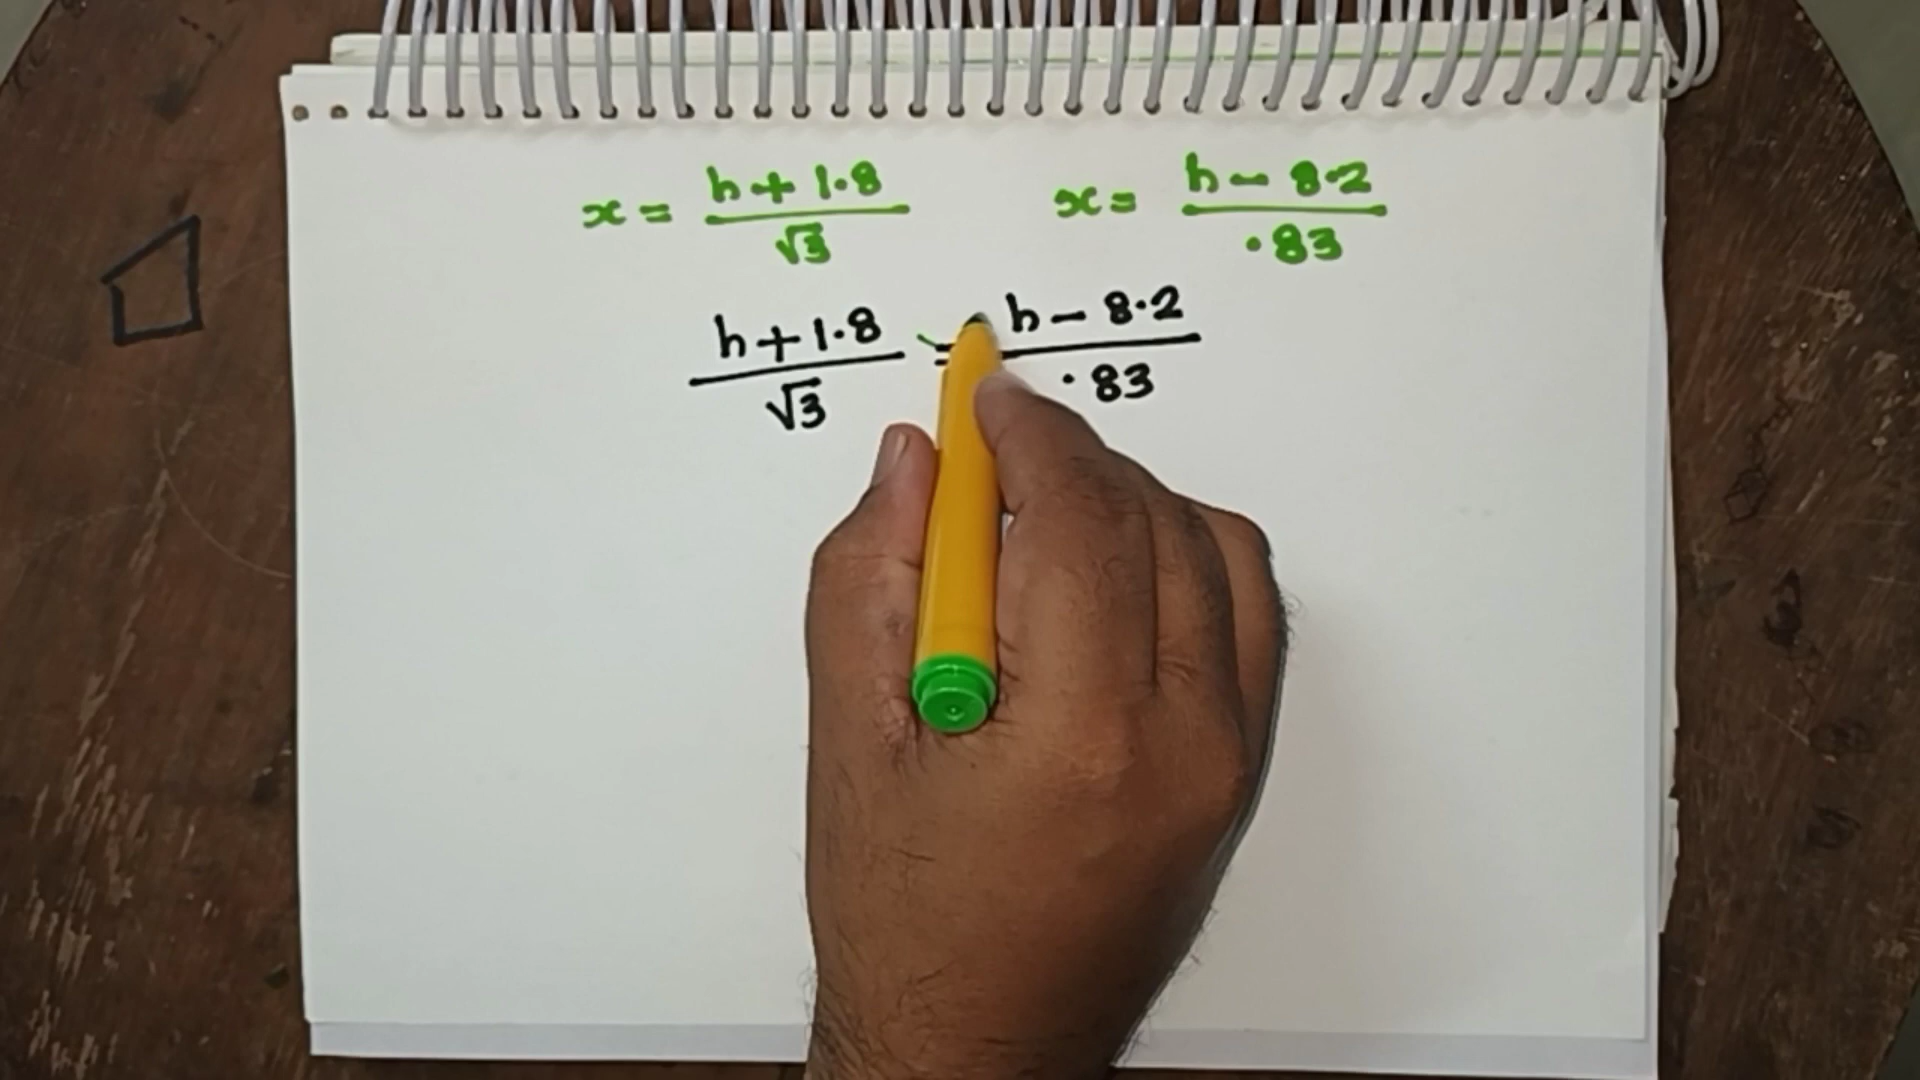 x = h + 1.8 / √3    x = h - 8.2 / .83
h + 1.8 / √3 = h - 8.2 / .83